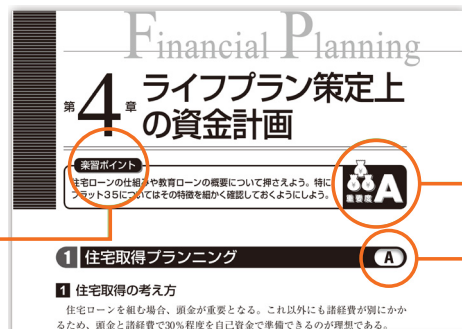 Financial Planning
第4章 ライフプラン策定上
の資金計画
楽習ポイント
住宅ローンの仕組みや教育ローンの概要について押さえよう。特に
フラット35についてはその特徴を細かく確認しておくようにしよう。
重要度 A
1 住宅取得プランニング A
1 住宅取得の考え方
住宅ローンを組む場合、頭金が重要となる。これ以外にも諸経費が別にかか
るため、頭金と諸経費で30%程度を自己資金で準備できるのが理想である。